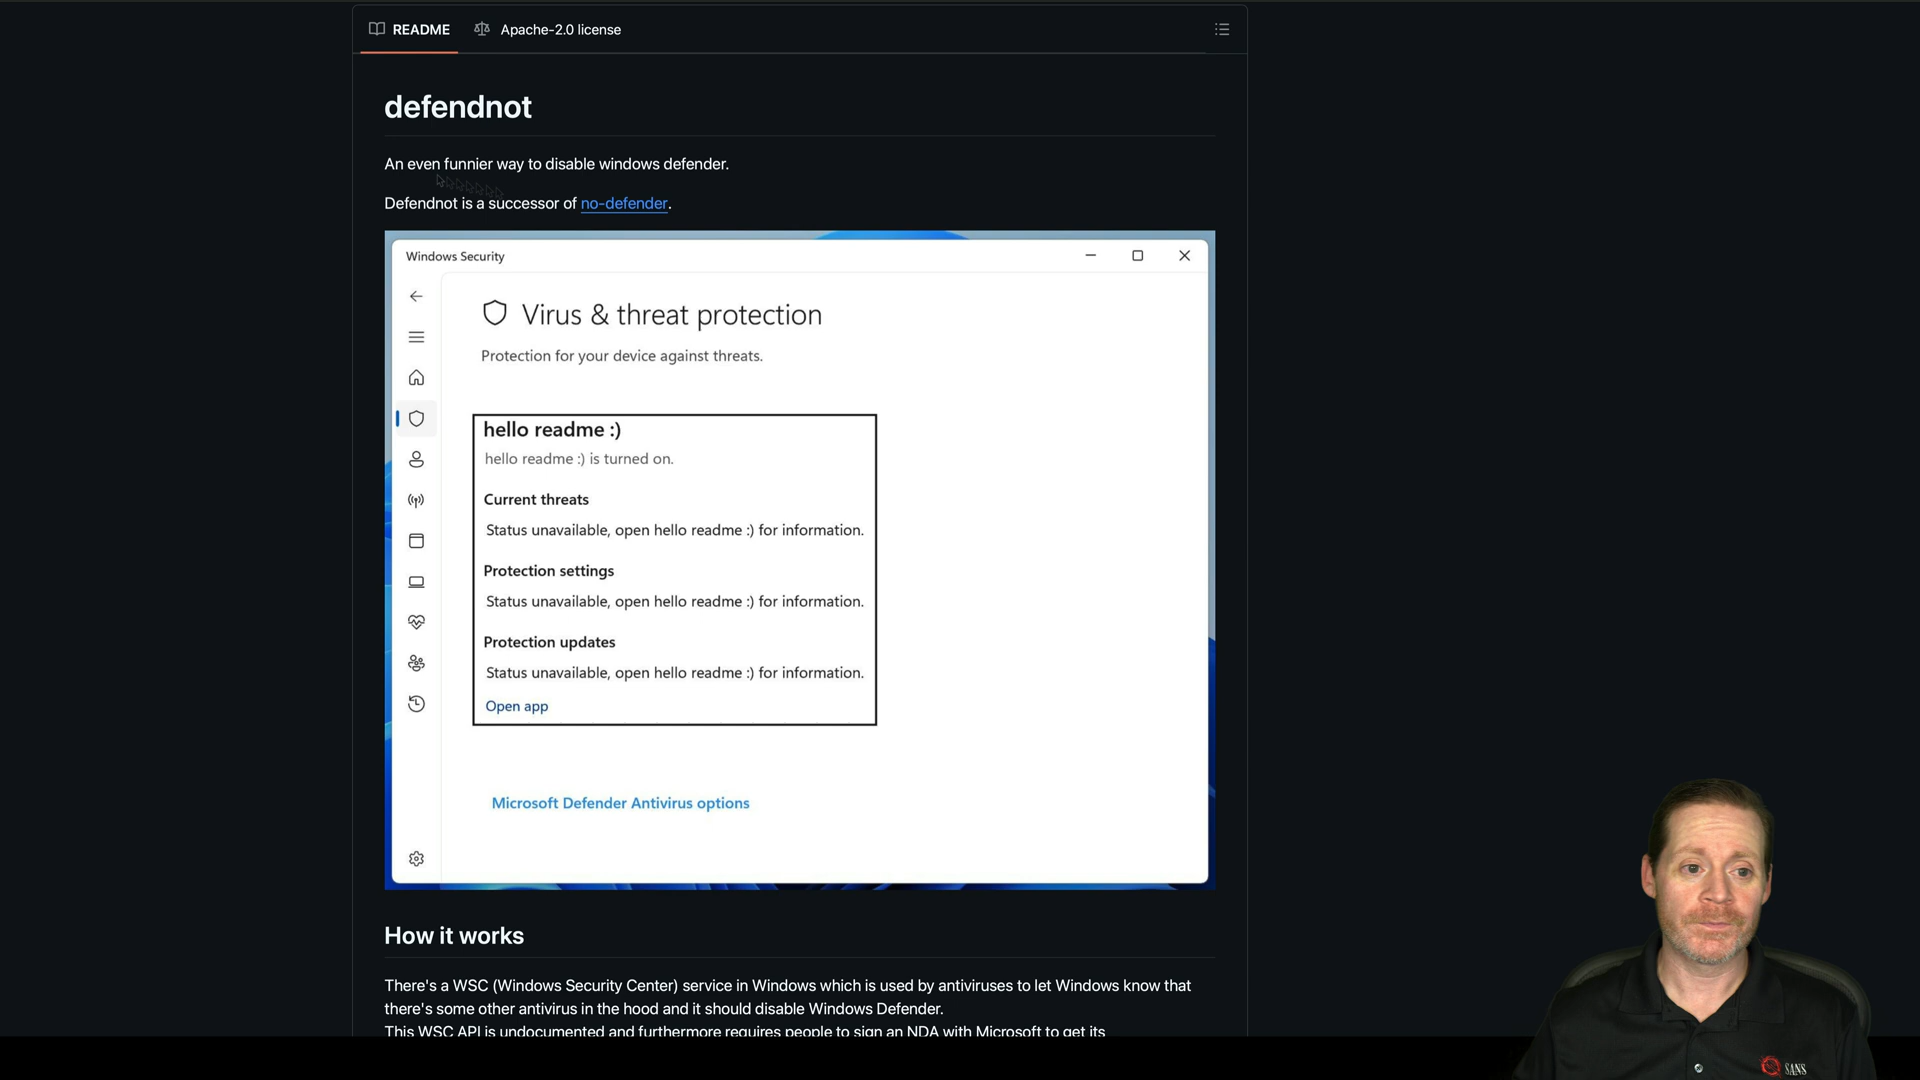 README
Apache-2.0 license
defendnot
An even funnier way to disable windows defender.
Defendnot is a successor of no-defender.
Windows Security
Virus & threat protection
Protection for your device against threats.
hello readme :)
hello readme :) is turned on.
Current threats
Status unavailable, open hello readme :) for information.
Protection settings
Status unavailable, open hello readme :) for information.
Protection updates
Status unavailable, open hello readme :) for information.
Open app
Microsoft Defender Antivirus options
How it works
There's a WSC (Windows Security Center) service in Windows which is used by antiviruses to let Windows know that
there's some other antivirus in the hood and it should disable Windows Defender.
This WSC API is undocumented and furthermore requires people to sign an NDA with Microsoft to get its
SANS